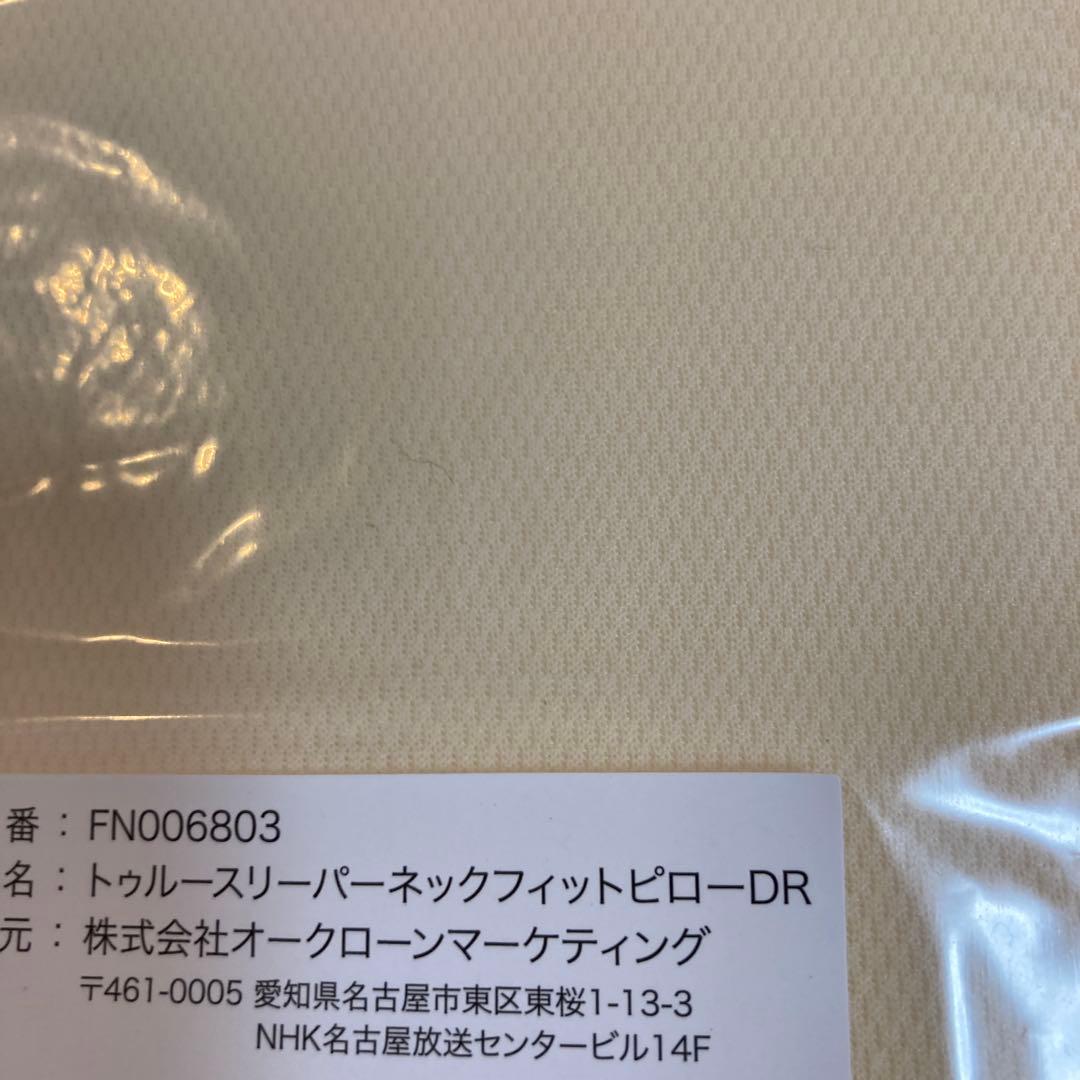 番：FN006803
名：トゥルースリーパーネックフィットピローDR
元：株式会社オークローンマーケティング
〒461-0005 愛知県名古屋市東区東桜1-13-3
NHK名古屋放送センタービル14F